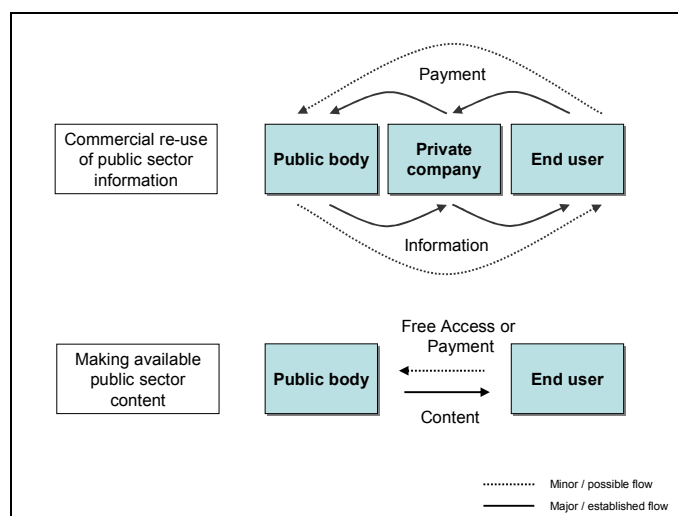 Payment
Commercial re-use
of public sector
information
Public body
Private
company
End user
Information
Making available
public sector
content
Public body
Free Access or
Payment
Content
End user
Minor / possible flow
Major / established flow